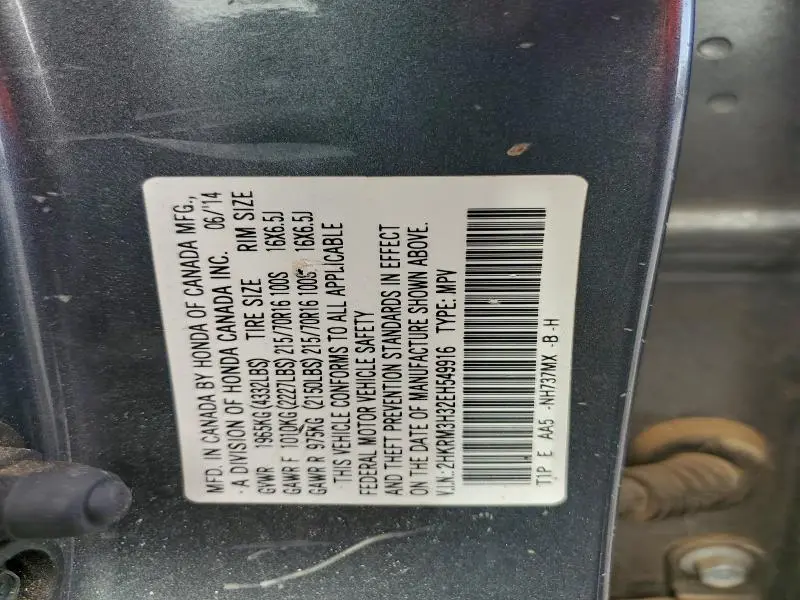 MFD. IN CANADA BY HONDA OF CANADA MFG.,
- A DIVISION OF HONDA CANADA INC. 06/'14
GVWR 1965KG (4332LBS) TIRE SIZE RIM SIZE
GAWR F 1010KG (2227LBS) 215/70R16 100S 16X6.5J
GAWR R 975KG (2150LBS) 215/70R16 100S 16X6.5J
THIS VEHICLE CONFORMS TO ALL APPLICABLE
FEDERAL MOTOR VEHICLE SAFETY
AND THEFT PREVENTION STANDARDS IN EFFECT
ON THE DATE OF MANUFACTURE SHOWN ABOVE.
V.I.N.: 2HKRM3H32EH549916 TYPE: MPV
T1P E AA5 -NH737MX -B -H